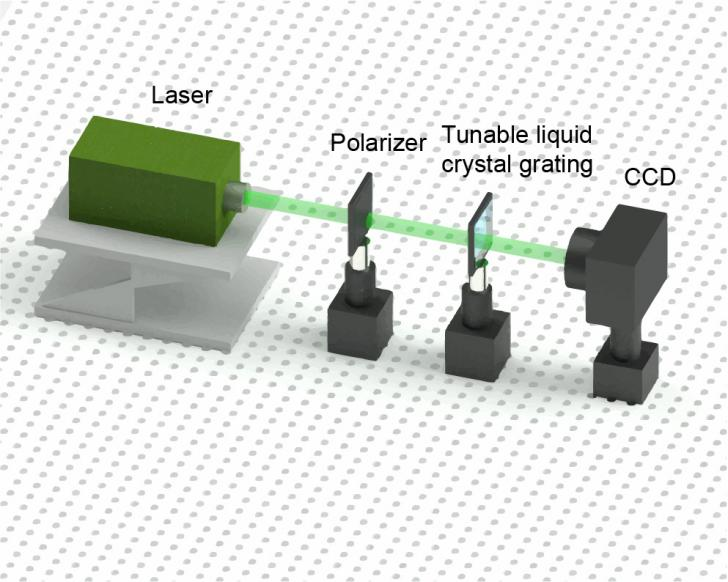 Laser
Polarizer
Tunable liquid
crystal grating
CCD